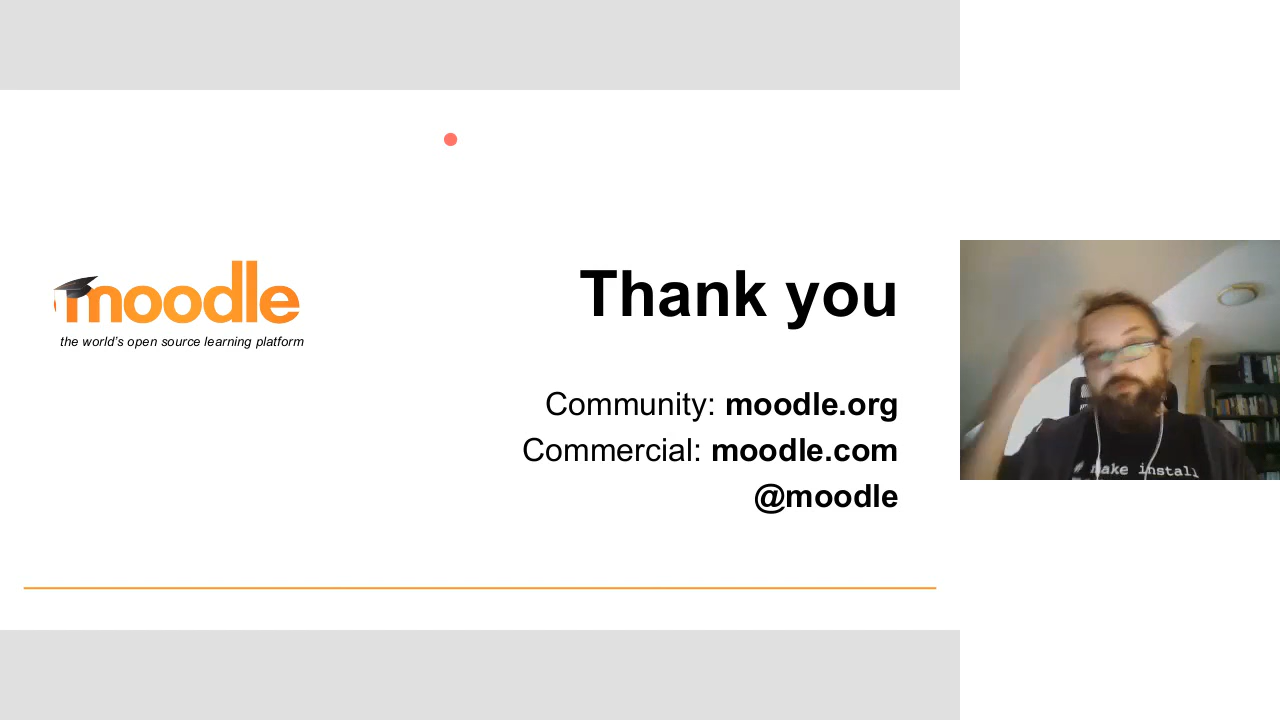 moodle
the world's open source learning platform
Thank you
Community: moodle.org
Commercial: moodle.com
@moodle
# make install